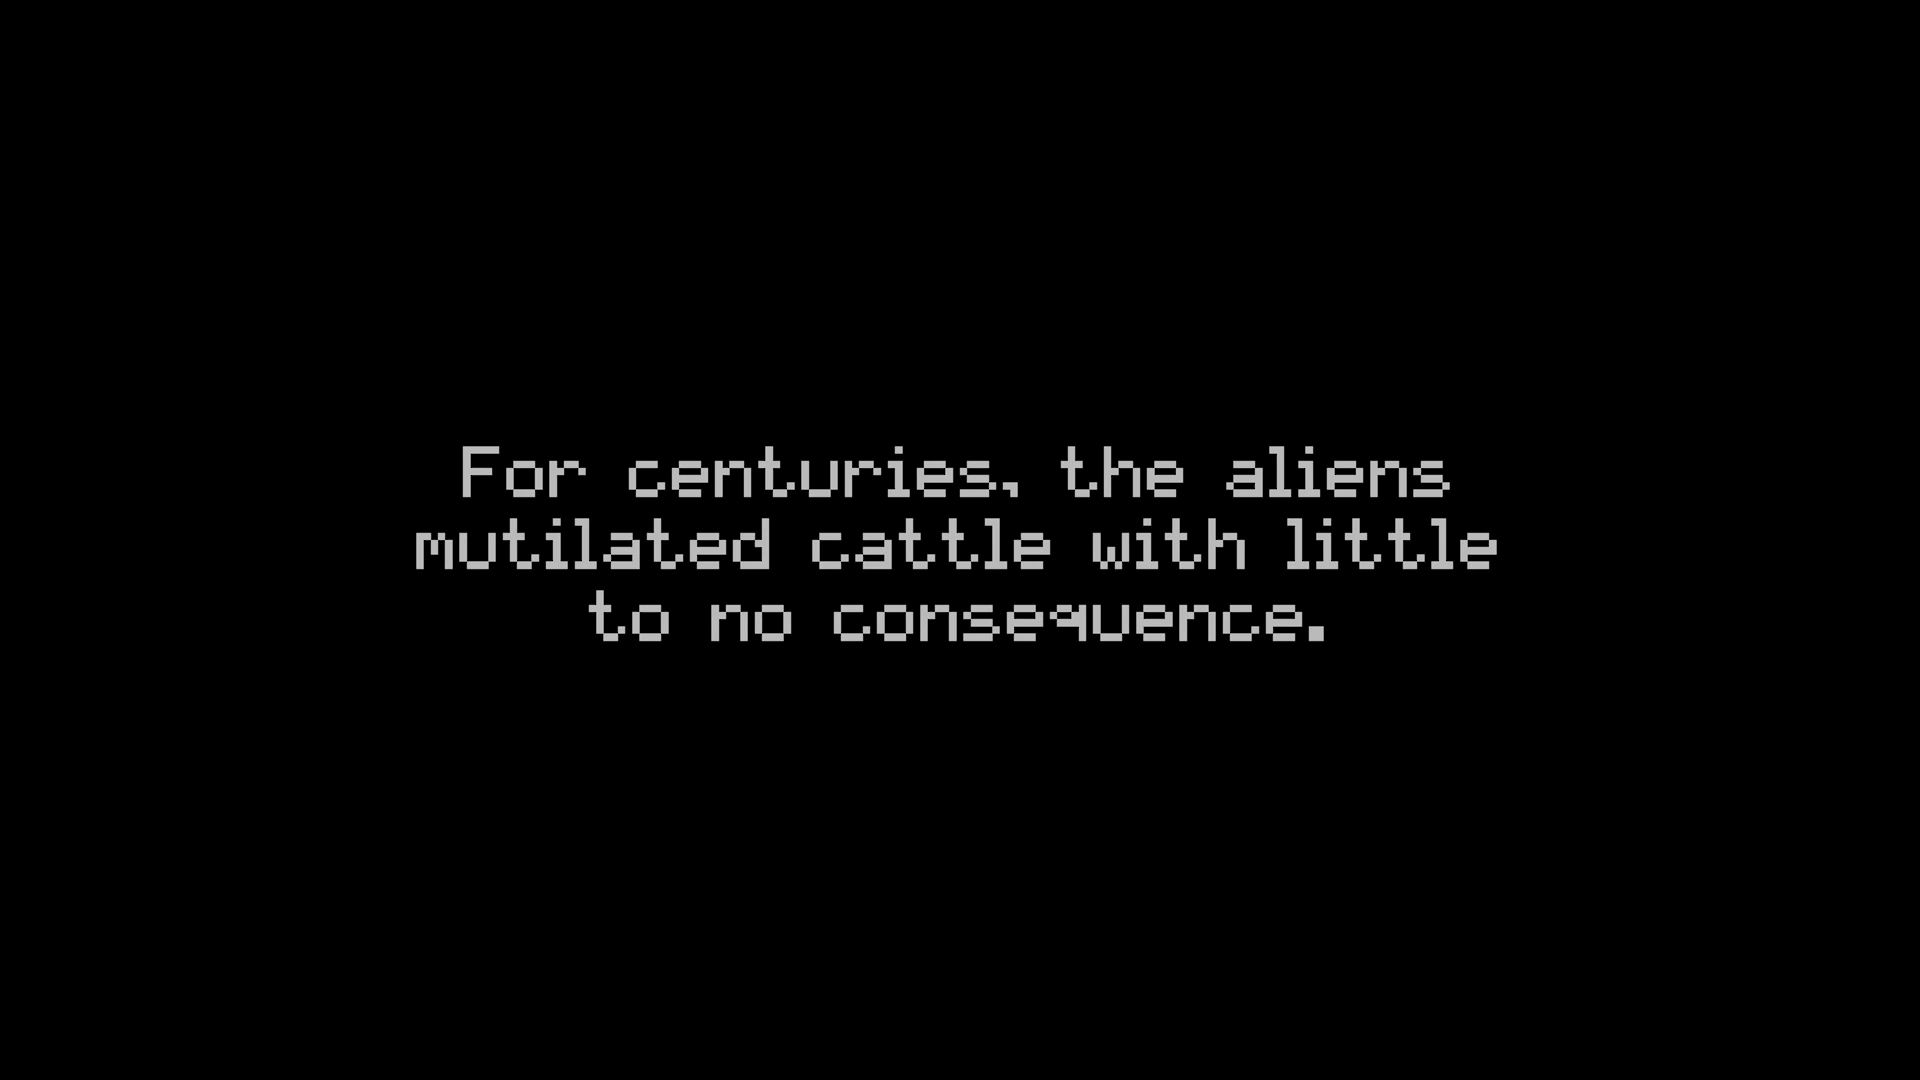 For centuries, the aliens
mutilated cattle with little
to no consequence.